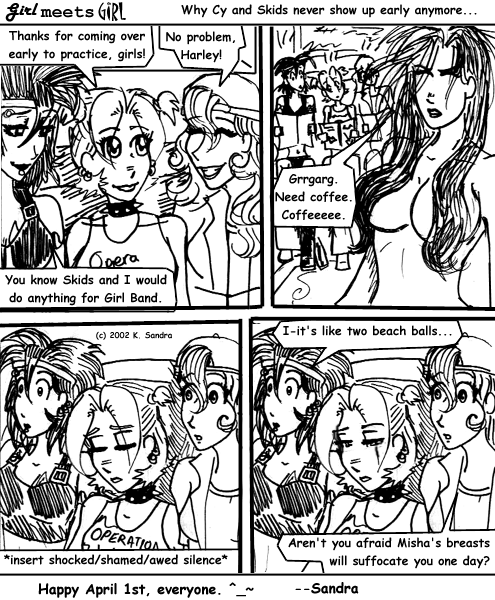 Girl meets GiRL
Why Cy and Skids never show up early anymore...
Thanks for coming over
early to practice, girls!
No problem,
Harley!
Opera
You know Skids and I would
do anything for Girl Band.
Grrgarg.
Need coffee.
Coffeeeee.
(c) 2002 K. Sandra
OPERATION
*insert shocked/shamed/awed silence*
I-it's like two beach balls...
Aren't you afraid Misha's breasts
will suffocate you one day?
Happy April 1st, everyone. ^_~
--Sandra